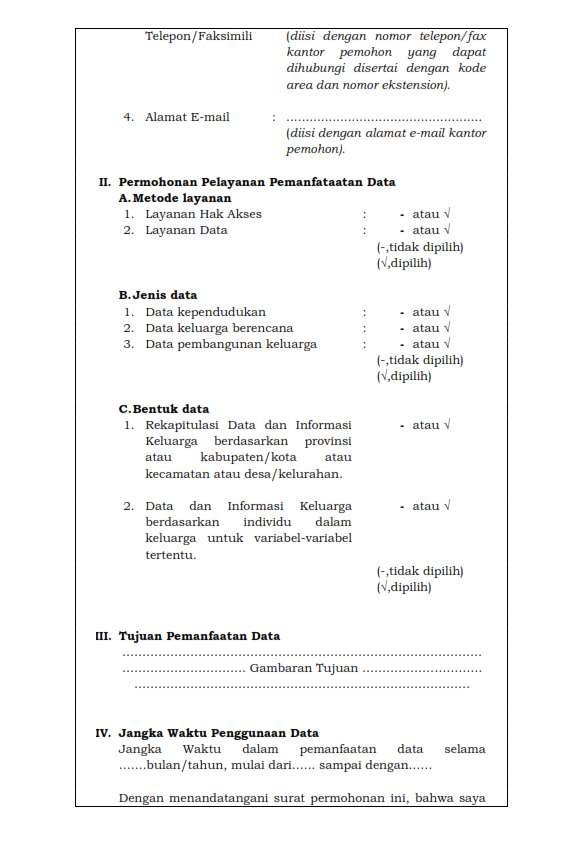 Telepon/Faksimili (diisi dengan nomor telepon/fax
kantor pemohon yang dapat
dihubungi disertai dengan kode
area dan nomor ekstension).
4. Alamat E-mail : ...................................................
(diisi dengan alamat e-mail kantor
pemohon).
II. Permohonan Pelayanan Pemanfataatan Data
A. Metode layanan
1. Layanan Hak Akses : - atau √
2. Layanan Data : - atau √
(-,tidak dipilih)
(√,dipilih)
B. Jenis data
1. Data kependudukan : - atau √
2. Data keluarga berencana : - atau √
3. Data pembangunan keluarga : - atau √
(-,tidak dipilih)
(√,dipilih)
C. Bentuk data
1. Rekapitulasi Data dan Informasi - atau √
Keluarga berdasarkan provinsi
atau kabupaten/kota atau
kecamatan atau desa/kelurahan.
2. Data dan Informasi Keluarga - atau √
berdasarkan individu dalam
keluarga untuk variabel-variabel
tertentu.
(-,tidak dipilih)
(√,dipilih)
III. Tujuan Pemanfaatan Data
..............................................................................................
................................ Gambaran Tujuan ...............................
.......................................................................................
IV. Jangka Waktu Penggunaan Data
Jangka Waktu dalam pemanfaatan data selama
.......bulan/tahun, mulai dari...... sampai dengan......
Dengan menandatangani surat permohonan ini, bahwa saya